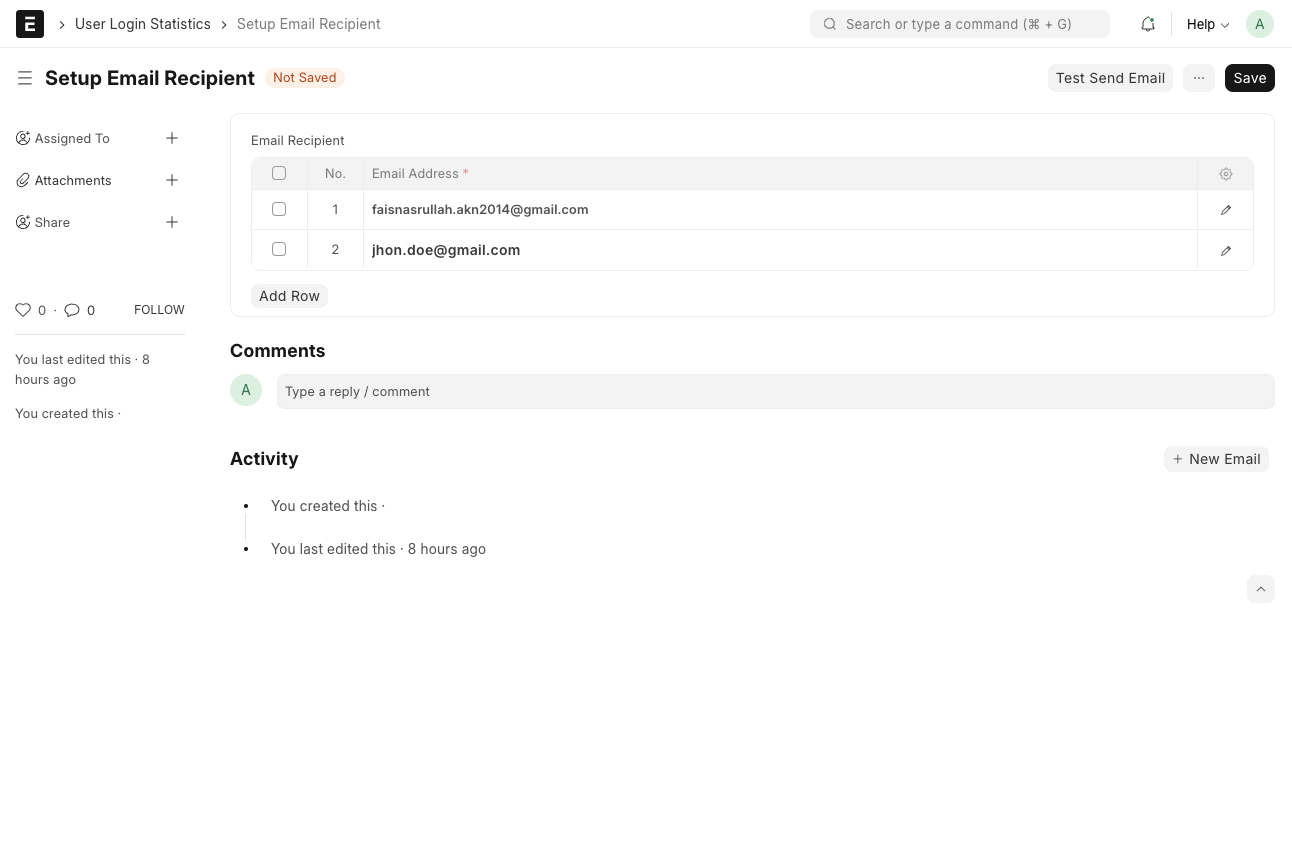 User Login Statistics
Setup Email Recipient
Search or type a command (⌘ + G)
Help
A
Setup Email Recipient
Not Saved
Test Send Email
···
Save
Assigned To
Attachments
Share
0 · 0
FOLLOW
You last edited this · 8
hours ago
You created this ·
Email Recipient
No.
Email Address *
1
faisnasrullah.akn2014@gmail.com
2
jhon.doe@gmail.com
Add Row
Comments
A
Type a reply / comment
Activity
New Email
You created this ·
You last edited this · 8 hours ago